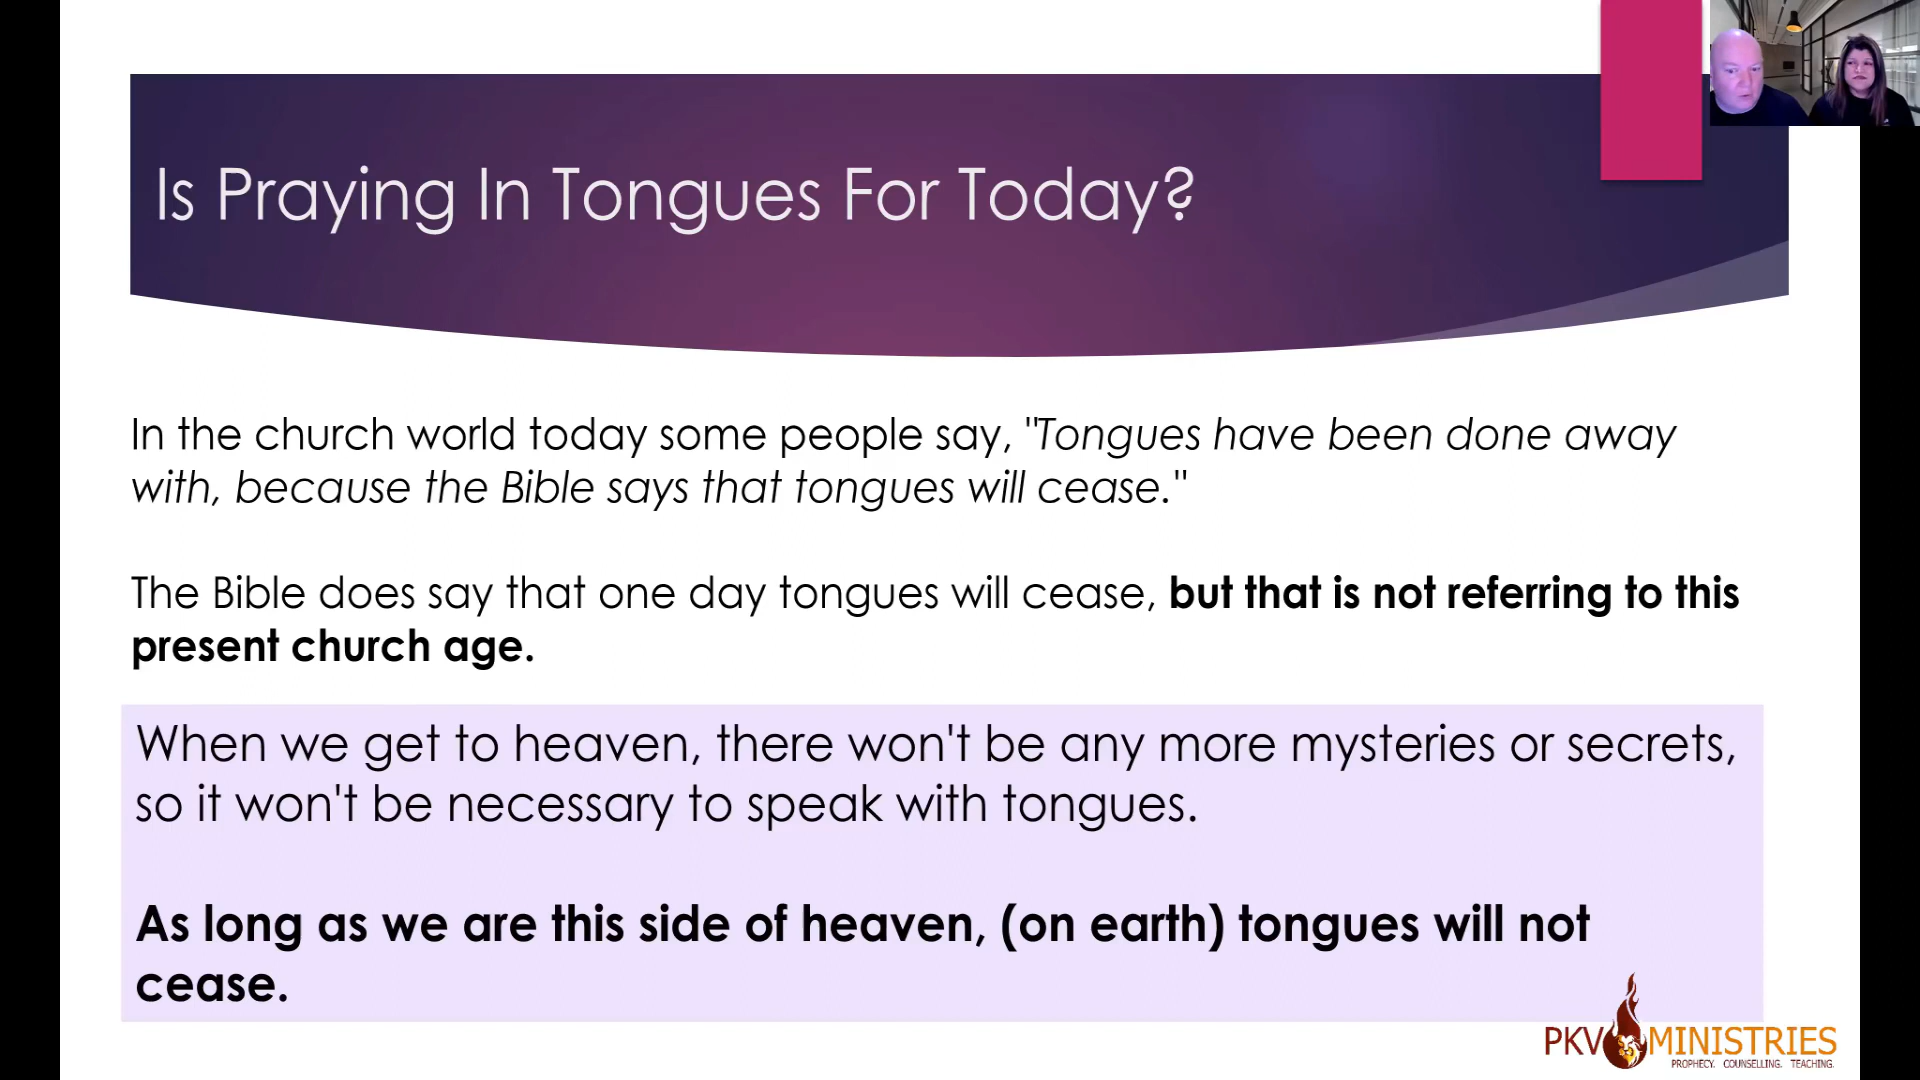 Is Praying In Tongues For Today?
In the church world today some people say, "Tongues have been done away
with, because the Bible says that tongues will cease."
The Bible does say that one day tongues will cease, but that is not referring to this
present church age.
When we get to heaven, there won't be any more mysteries or secrets,
so it won't be necessary to speak with tongues.
As long as we are this side of heaven, (on earth) tongues will not
cease.
PKV MINISTRIES
PROPHECY. COUNSELLING. TEACHING.